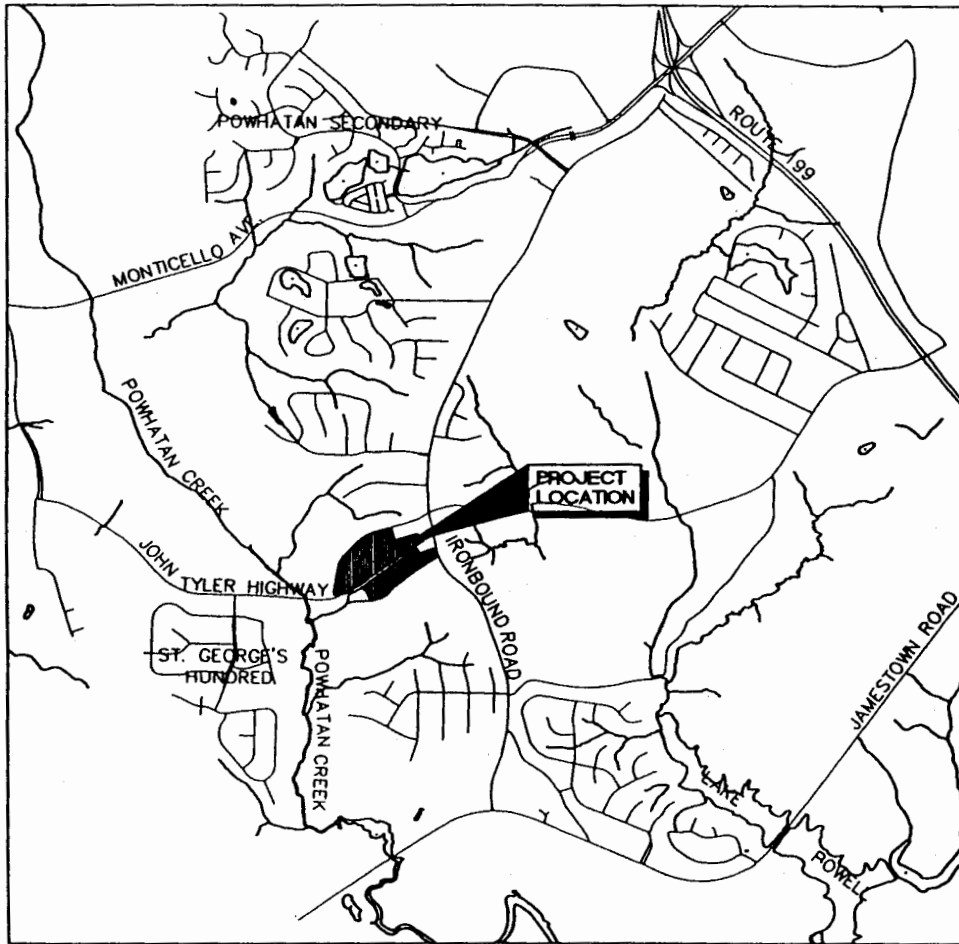 POWHATAN SECONDARY
ROUTE 199
MONTICELLO AVE.
POWHATAN CREEK
PROJECT
LOCATION
JOHN TYLER HIGHWAY
IRONBOUND ROAD
ST. GEORGE'S
HUNDRED
POWHATAN CREEK
JAMESTOWN ROAD
LAKE
POWELL